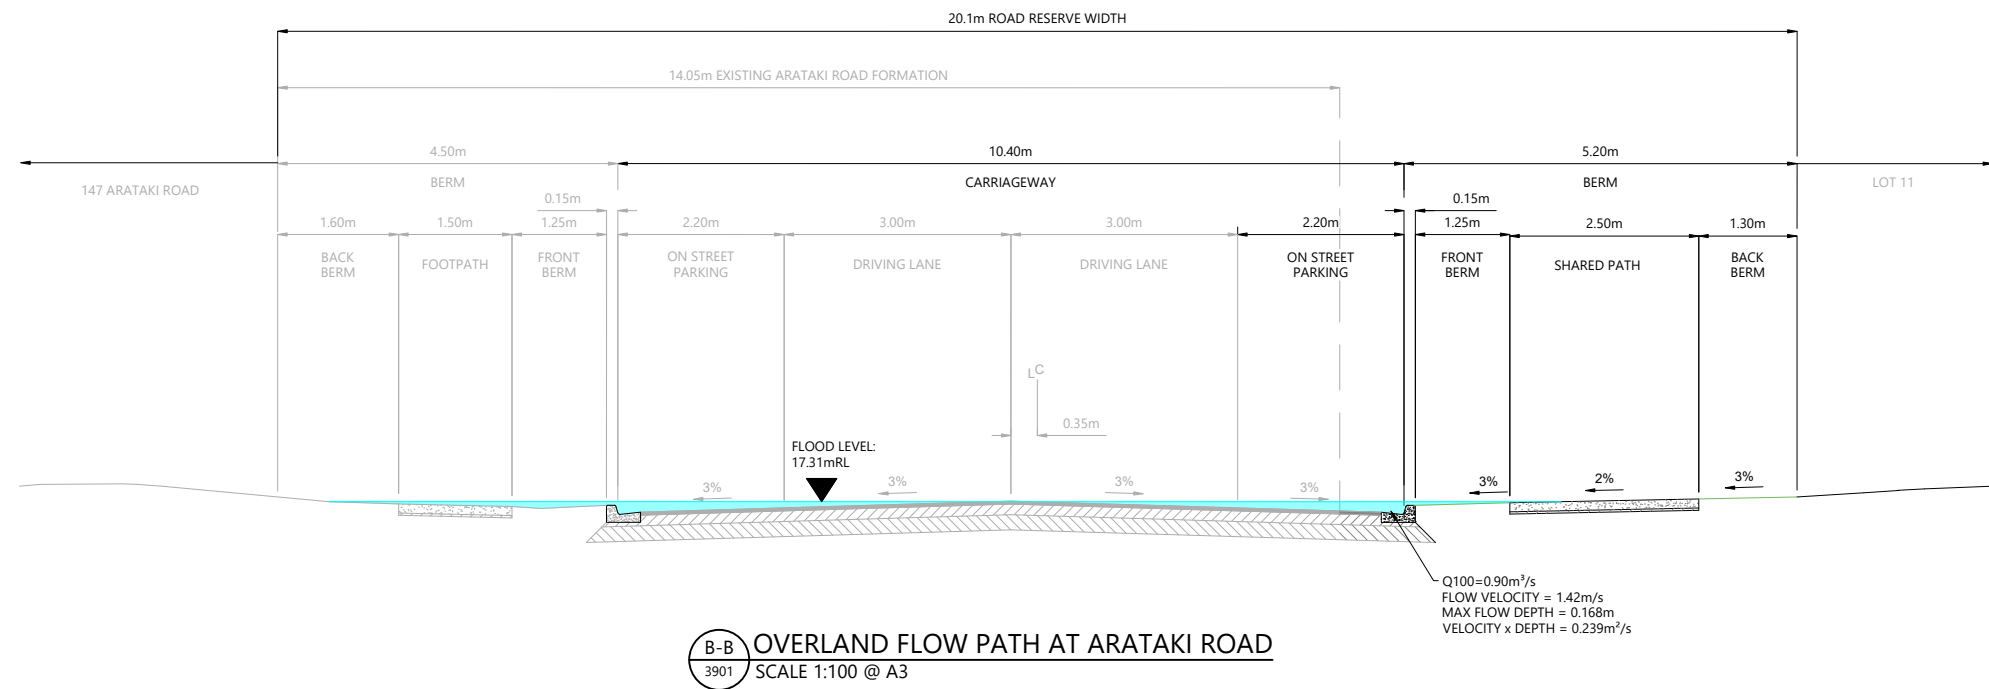 20.1m ROAD RESERVE WIDTH
14.05m EXISTING ARATAKI ROAD FORMATION
4.50m
10.40m
5.20m
147 ARATAKI ROAD
BERM
CARRIAGEWAY
BERM
LOT 11
0.15m
0.15m
1.60m
1.50m
1.25m
2.20m
3.00m
3.00m
2.20m
1.25m
2.50m
1.30m
BACK
BERM
FOOTPATH
FRONT
BERM
ON STREET
PARKING
DRIVING LANE
DRIVING LANE
ON STREET
PARKING
FRONT
BERM
SHARED PATH
BACK
BERM
LC
0.35m
FLOOD LEVEL:
17.31mRL
3%
3%
3%
3%
3%
2%
3%
Q100=0.90m³/s
FLOW VELOCITY = 1.42m/s
MAX FLOW DEPTH = 0.168m
VELOCITY x DEPTH = 0.239m²/s
B-B
3901
OVERLAND FLOW PATH AT ARATAKI ROAD
SCALE 1:100 @ A3